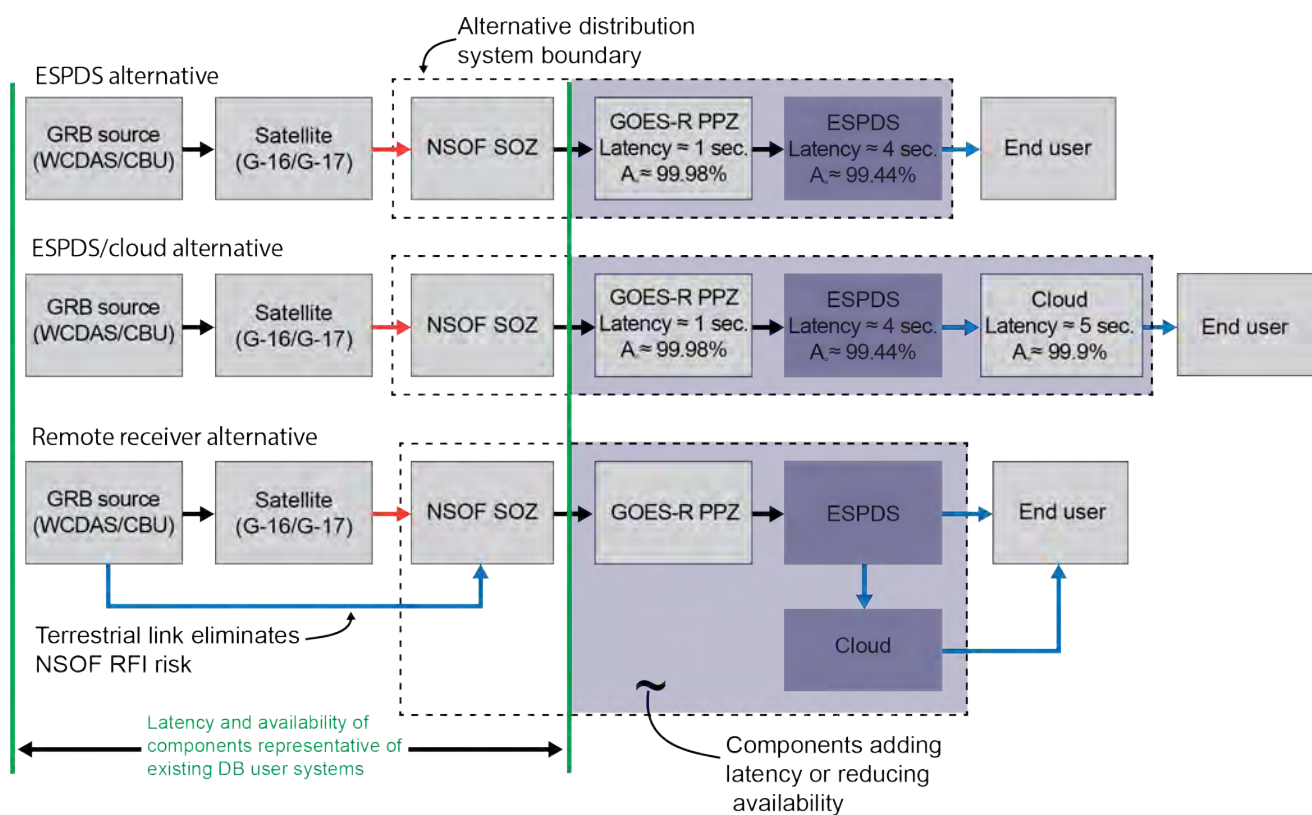 Alternative distribution
system boundary
ESPDS alternative
GRB source
(WCDAS/CBU)
Satellite
(G-16/G-17)
NSOF SOZ
GOES-R PPZ
Latency ≈ 1 sec.
Aₒ≈ 99.98%
ESPDS
Latency ≈ 4 sec.
Aₒ≈ 99.44%
End user
ESPDS/cloud alternative
GRB source
(WCDAS/CBU)
Satellite
(G-16/G-17)
NSOF SOZ
GOES-R PPZ
Latency ≈ 1 sec.
Aₒ≈ 99.98%
ESPDS
Latency ≈ 4 sec.
Aₒ≈ 99.44%
Cloud
Latency ≈ 5 sec.
Aₒ≈ 99.9%
End user
Remote receiver alternative
GRB source
(WCDAS/CBU)
Satellite
(G-16/G-17)
NSOF SOZ
GOES-R PPZ
ESPDS
End user
Cloud
Terrestrial link eliminates
NSOF RFI risk
Latency and availability of
components representative of
existing DB user systems
Components adding
latency or reducing
availability